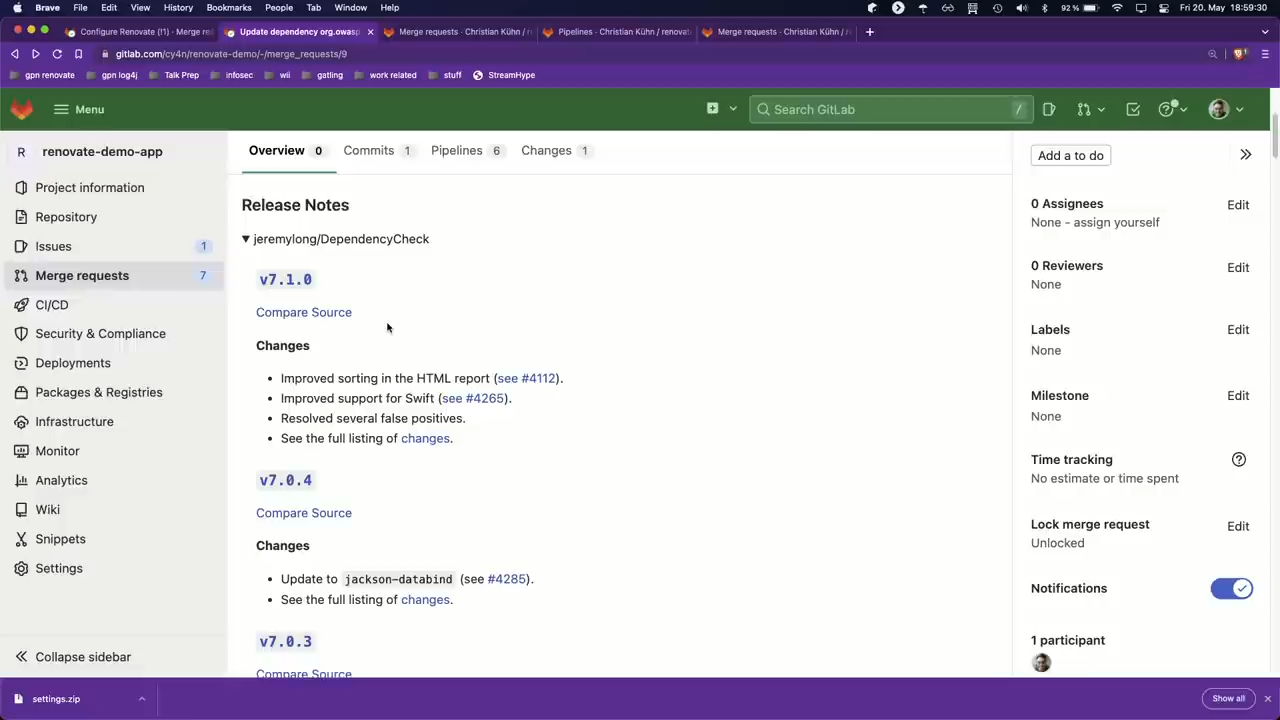 Brave File Edit View History Bookmarks People Tab Window Help 92 % Fri 20. May 18:59:30
Configure Renovate (!1) · Merge re
Update dependency org.owasp
Merge requests · Christian Kühn / r
Pipelines · Christian Kühn / renovat
Merge requests · Christian Kühn / r
gitlab.com/cy4n/renovate-demo/-/merge_requests/9
gpn renovate gpn log4j Talk Prep infosec wii gatling work related stuff StreamHype
Menu
Search GitLab /
R renovate-demo-app
Project information
Repository
Issues 1
Merge requests 7
CI/CD
Security & Compliance
Deployments
Packages & Registries
Infrastructure
Monitor
Analytics
Wiki
Snippets
Settings
Collapse sidebar
Overview 0 Commits 1 Pipelines 6 Changes 1
Release Notes
jeremylong/DependencyCheck
v7.1.0
Compare Source
Changes
• Improved sorting in the HTML report (see #4112).
• Improved support for Swift (see #4265).
• Resolved several false positives.
• See the full listing of changes.
v7.0.4
Compare Source
Changes
• Update to jackson-databind (see #4285).
• See the full listing of changes.
v7.0.3
Compare Source
Add a to do
0 Assignees Edit
None - assign yourself
0 Reviewers Edit
None
Labels Edit
None
Milestone Edit
None
Time tracking
No estimate or time spent
Lock merge request Edit
Unlocked
Notifications
1 participant
settings.zip
Show all